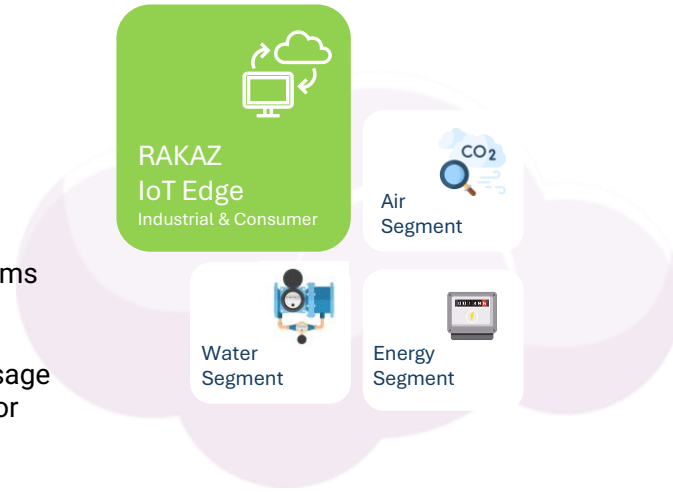 RAKAZ
IoT Edge
Industrial & Consumer
CO2
Air
Segment
ms
Water
Segment
Energy
Segment
sage
or